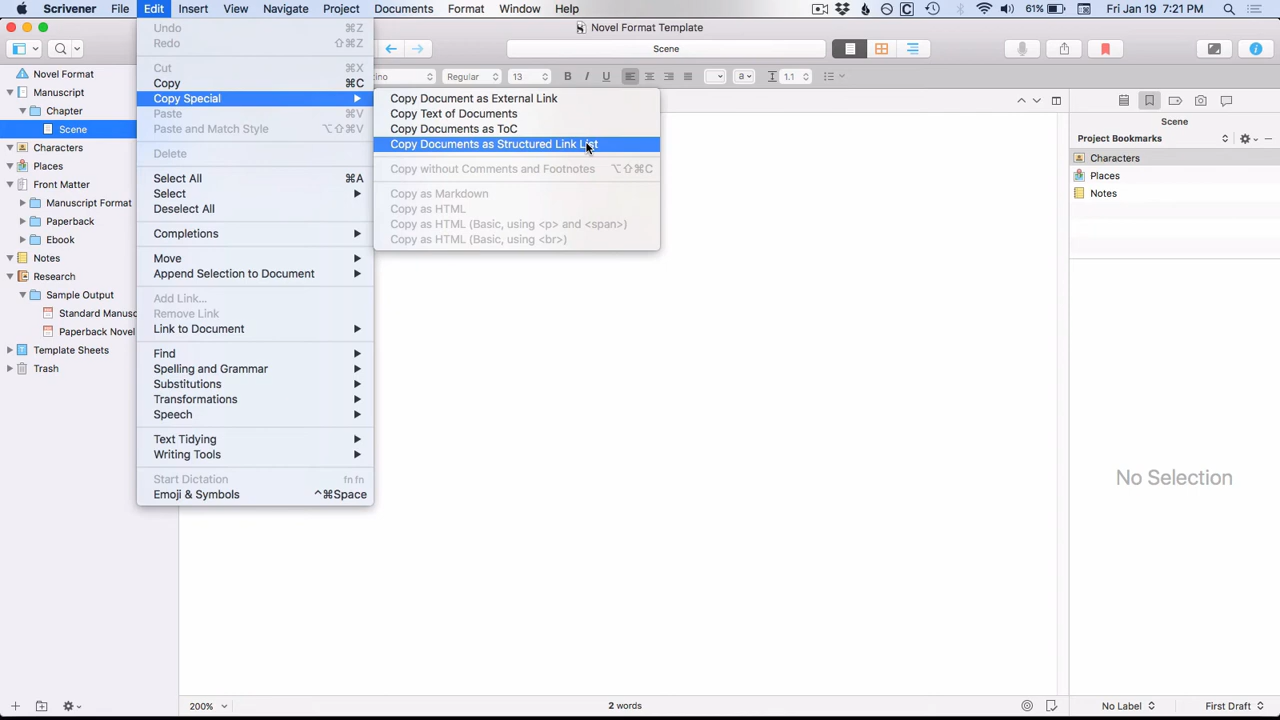 Scrivener File Edit Insert View Navigate Project Documents Format Window Help 61% Fri Jan 19 7:21 PM
Novel Format Template
Scene
Regular 13 B I U a 1.1
Novel Format
Manuscript
Chapter
Scene
Characters
Places
Front Matter
Manuscript Format
Paperback
Ebook
Notes
Research
Sample Output
Standard Manusc
Paperback Novel
Template Sheets
Trash
Undo ⌘Z
Redo ⇧⌘Z
Cut ⌘X
Copy ⌘C
Copy Special
Paste ⌘V
Paste and Match Style ⌥⇧⌘V
Delete
Select All ⌘A
Select
Deselect All
Completions
Move
Append Selection to Document
Add Link...
Remove Link
Link to Document
Find
Spelling and Grammar
Substitutions
Transformations
Speech
Text Tidying
Writing Tools
Start Dictation fn fn
Emoji & Symbols ^⌘Space
Copy Document as External Link
Copy Text of Documents
Copy Documents as ToC
Copy Documents as Structured Link List
Copy without Comments and Footnotes ⌥⇧⌘C
Copy as Markdown
Copy as HTML
Copy as HTML (Basic, using <p> and <span>)
Copy as HTML (Basic, using <br>)
Scene
Project Bookmarks
Characters
Places
Notes
No Selection
200%
2 words
No Label
First Draft